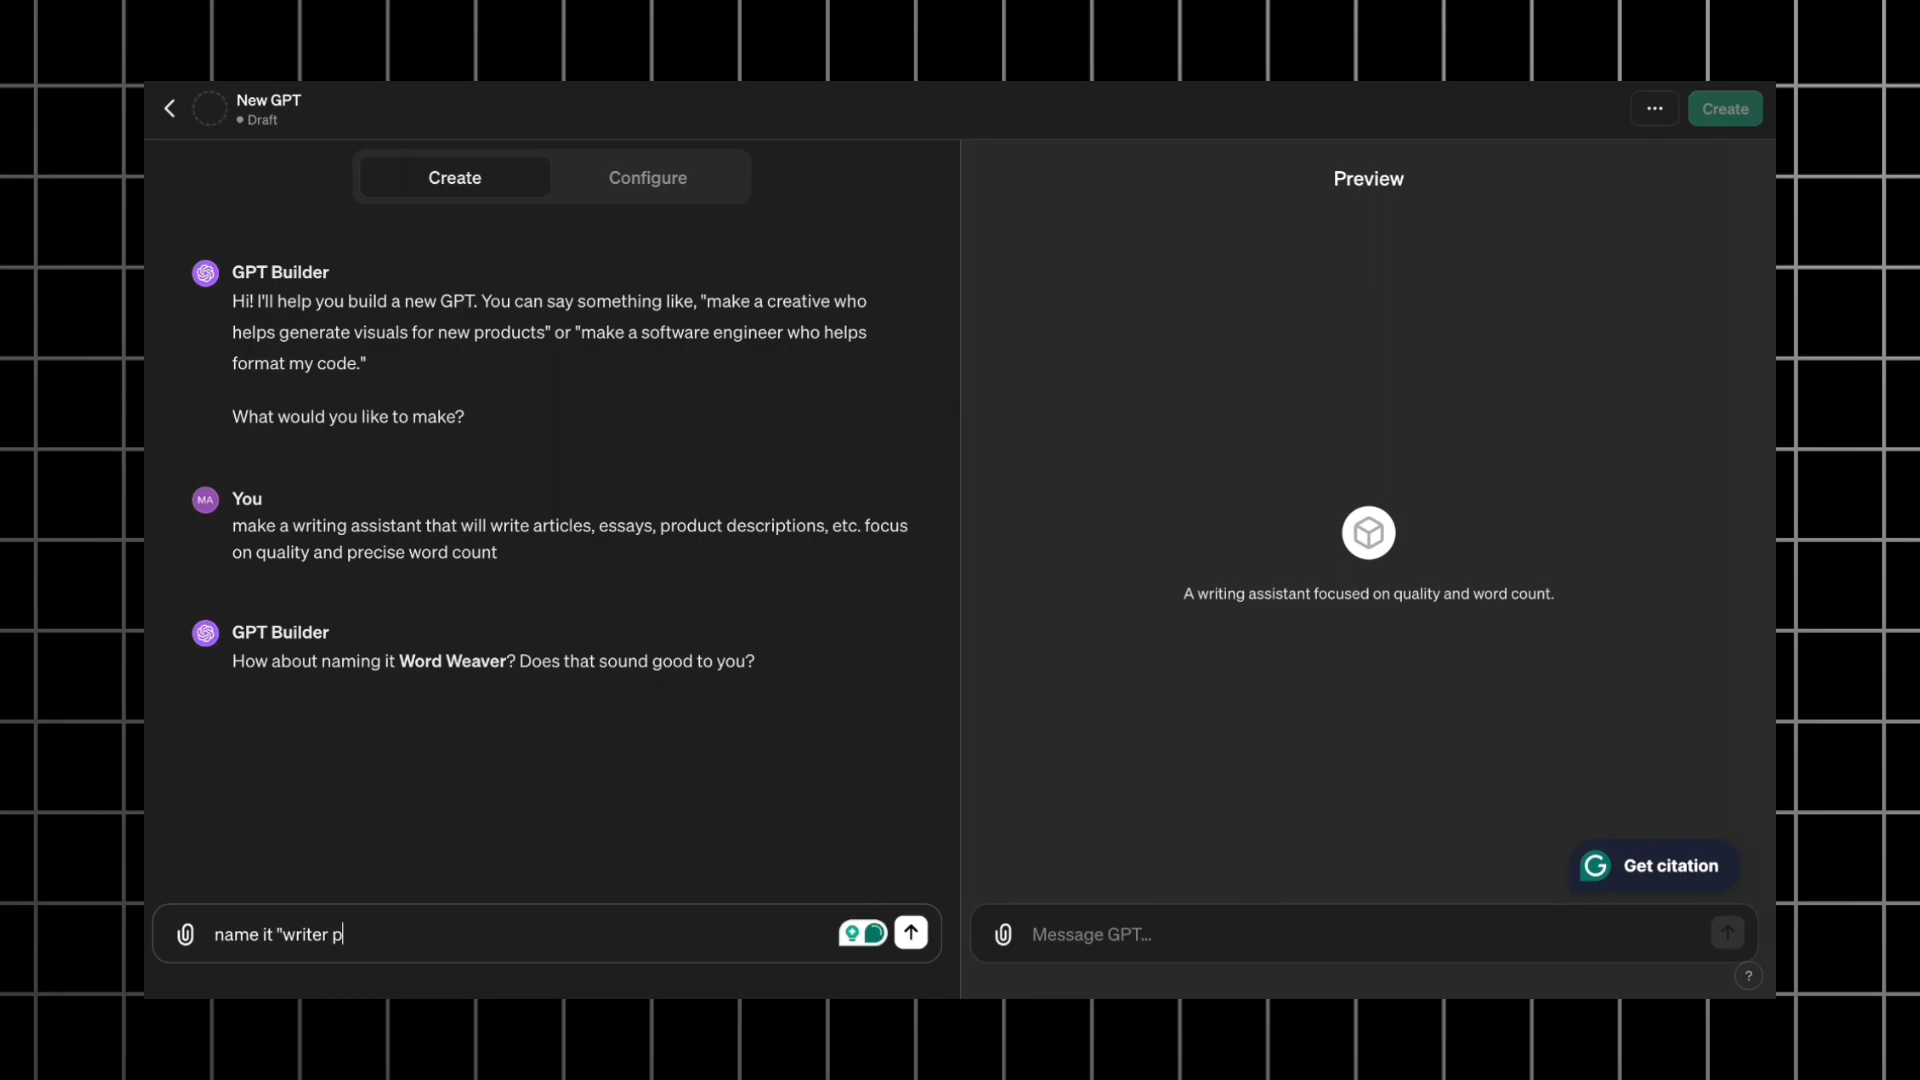 New GPT
Draft
...
Create
Create
Configure
GPT Builder
Hi! I'll help you build a new GPT. You can say something like, "make a creative who
helps generate visuals for new products" or "make a software engineer who helps
format my code."
What would you like to make?
MA
You
make a writing assistant that will write articles, essays, product descriptions, etc. focus
on quality and precise word count
GPT Builder
How about naming it Word Weaver? Does that sound good to you?
name it "writer p
Preview
A writing assistant focused on quality and word count.
Get citation
Message GPT...
?